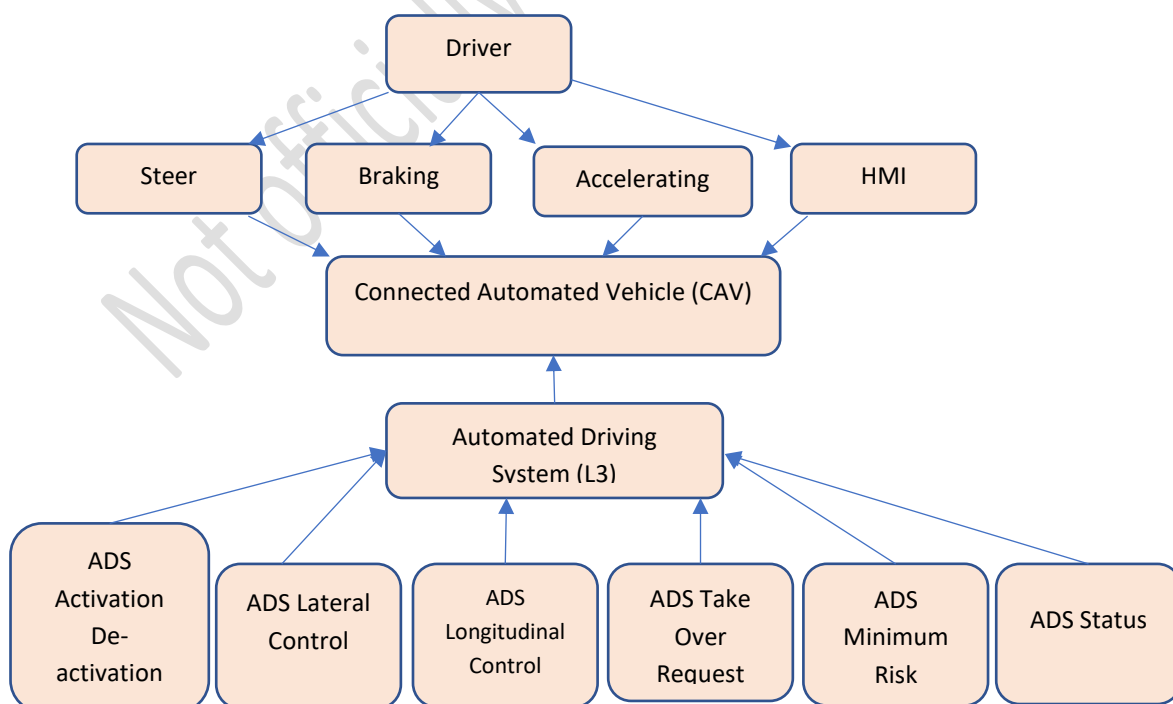 Driver
Steer
Braking
Accelerating
HMI
Connected Automated Vehicle (CAV)
Automated Driving
System (L3)
ADS
Activation
De-
activation
ADS Lateral
Control
ADS
Longitudinal
Control
ADS Take
Over
Request
ADS
Minimum
Risk
ADS Status
Not officially